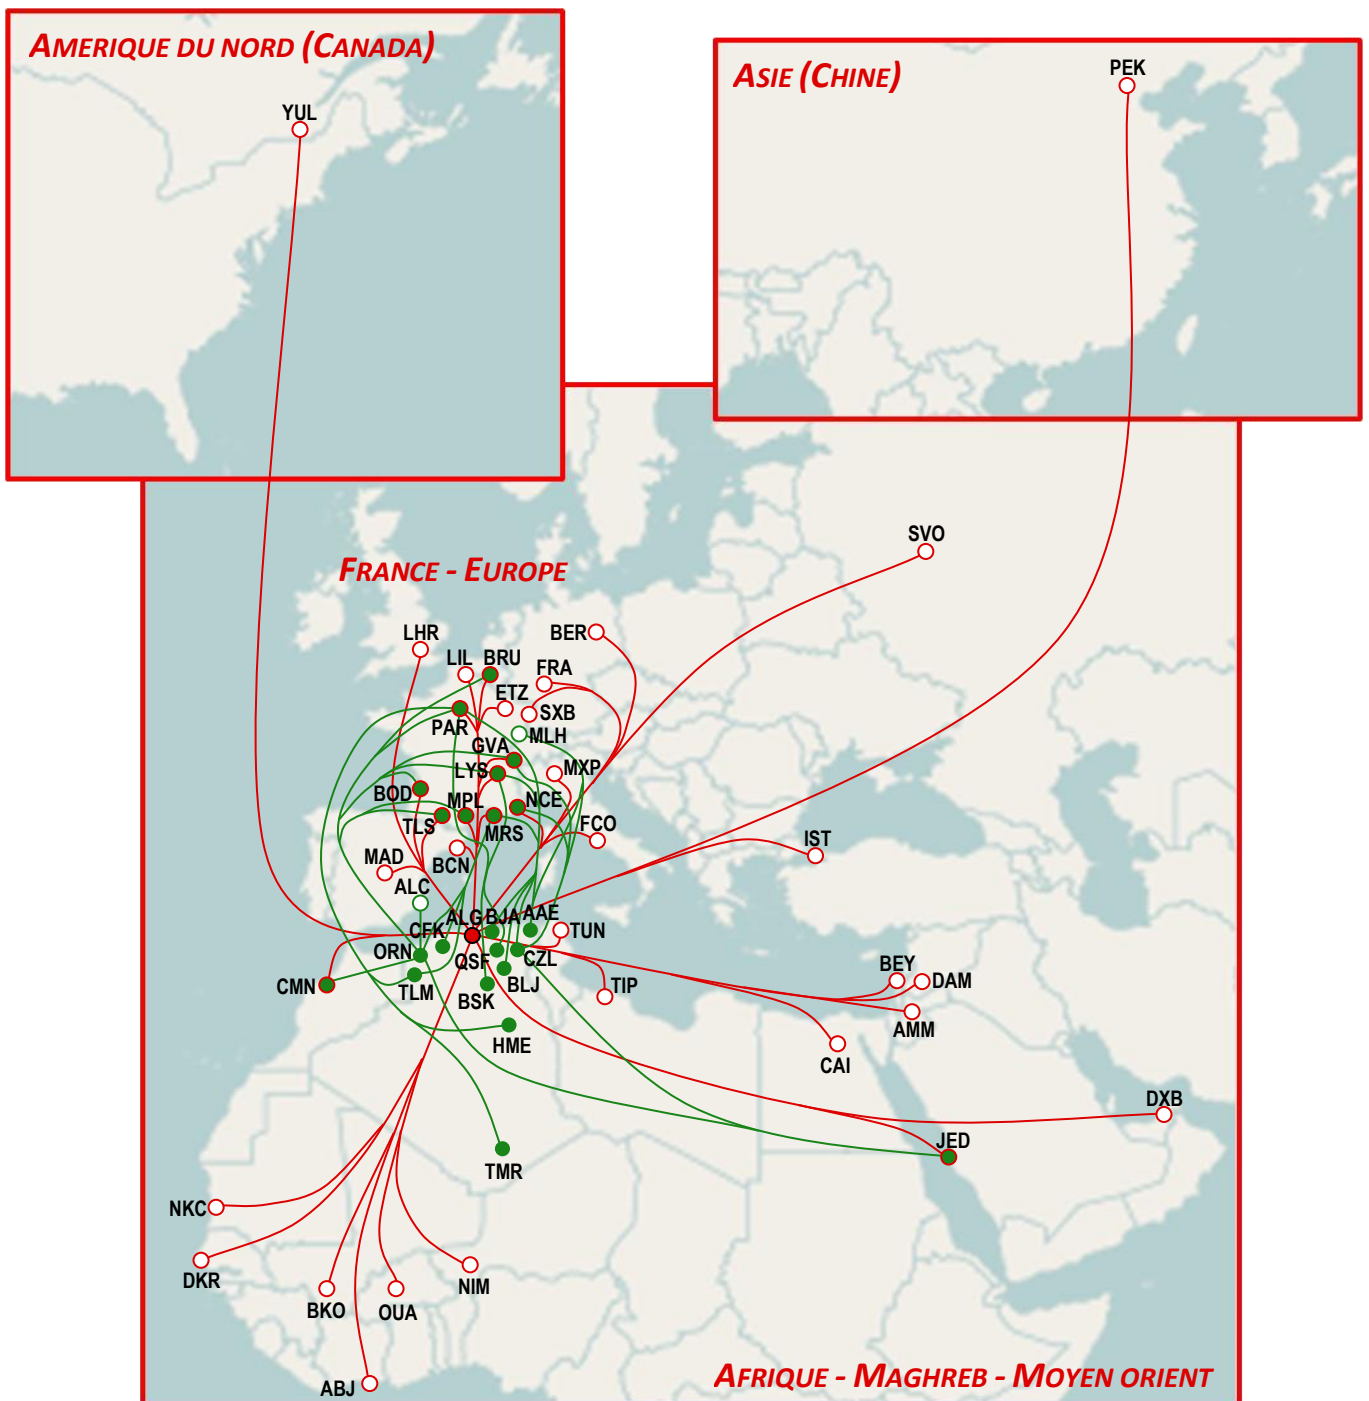 AMERIQUE DU NORD (CANADA)
ASIE (CHINE)
PEK
YUL
SVO
FRANCE - EUROPE
LHR
BER
LIL
BRU
FRA
ETZ
SXB
PAR
MLH
GVA
LYS
MXP
BOD
MPL
NCE
TLS
MRS
FCO
IST
MAD
BCN
ALC
ALG
BJA
AAE
CFK
TUN
ORN
QSF
CZL
BEY
DAM
CMN
TLM
BSK
BLJ
TIP
AMM
HME
CAI
DXB
JED
TMR
NKC
DKR
NIM
BKO
OUA
AFRIQUE - MAGHREB - MOYEN ORIENT
ABJ